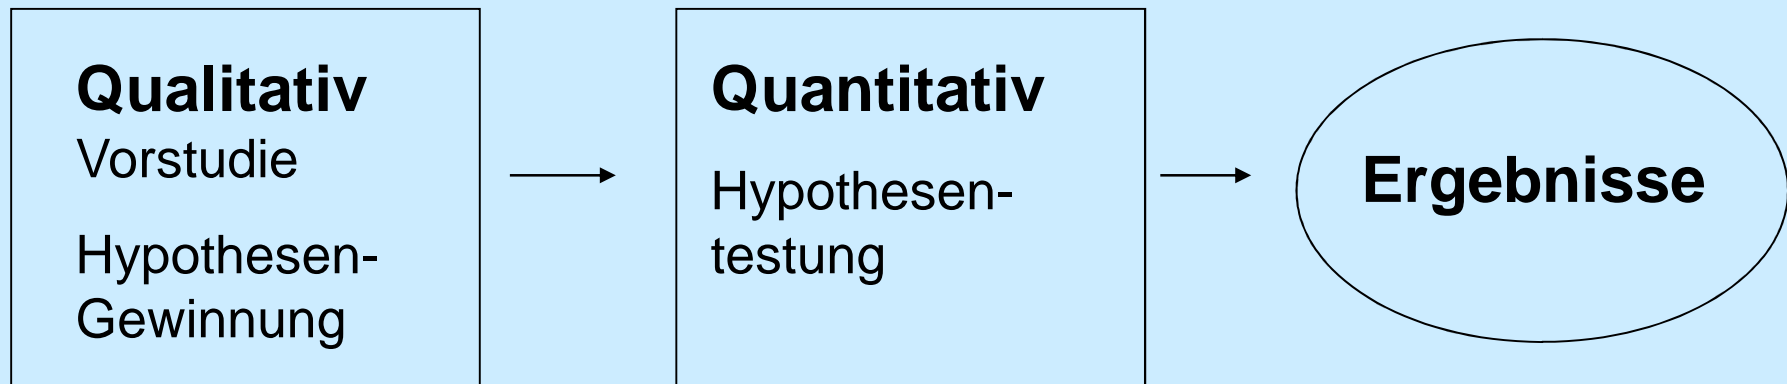 Qualitativ
Vorstudie
Hypothesen-
Gewinnung
Quantitativ
Hypothesen-
testung
Ergebnisse